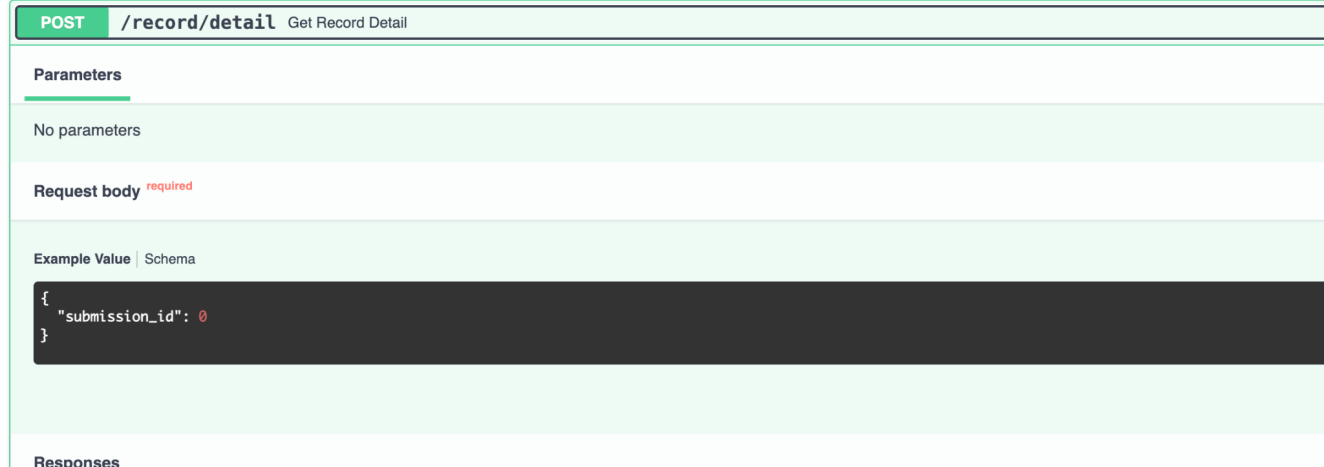 POST /record/detail Get Record Detail
Parameters
No parameters
Request body required
Example Value Schema
{
"submission_id": 0
}
Responses